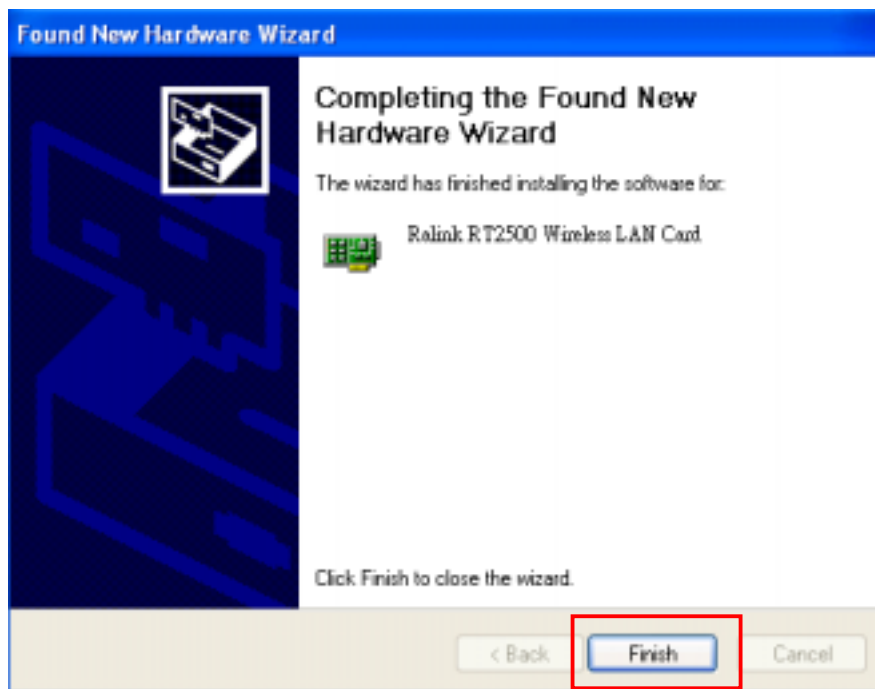 Found New Hardware Wizard
Completing the Found New
Hardware Wizard
The wizard has finished installing the software for:
Ralink RT2500 Wireless LAN Card
Click Finish to close the wizard.
< Back
Finish
Cancel